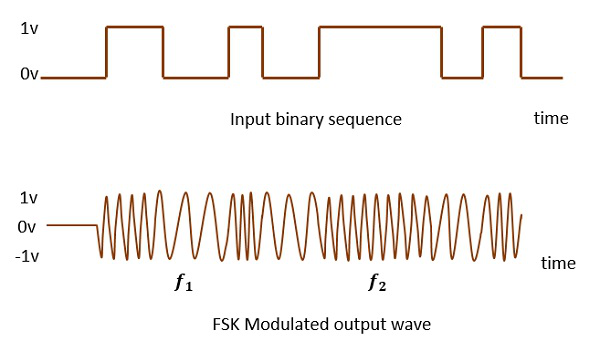 1v
0v
Input binary sequence
time
1v
0v
-1v
time
f1
f2
FSK Modulated output wave